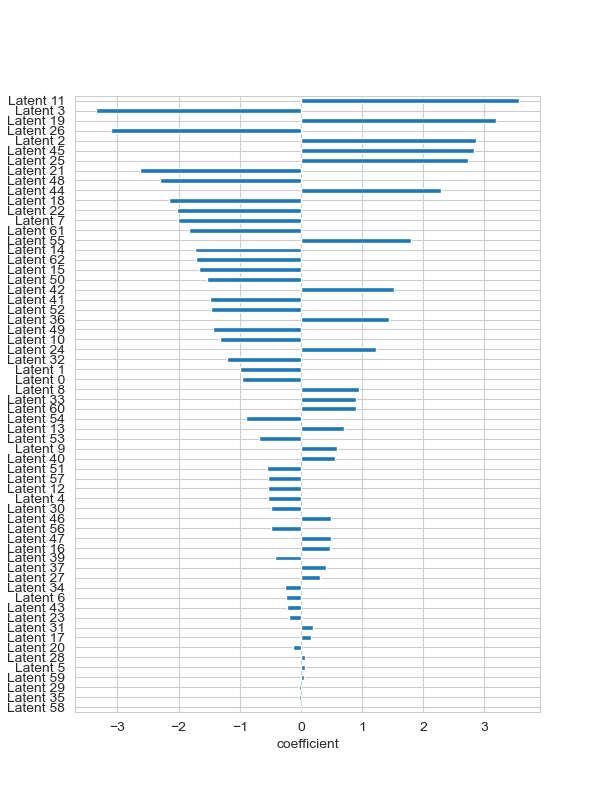 Latent 11
Latent 3
Latent 19
Latent 26
Latent 2
Latent 45
Latent 25
Latent 21
Latent 48
Latent 44
Latent 18
Latent 22
Latent 7
Latent 61
Latent 55
Latent 14
Latent 62
Latent 15
Latent 50
Latent 42
Latent 41
Latent 52
Latent 36
Latent 49
Latent 10
Latent 24
Latent 32
Latent 1
Latent 0
Latent 8
Latent 33
Latent 60
Latent 54
Latent 13
Latent 53
Latent 9
Latent 40
Latent 51
Latent 57
Latent 12
Latent 4
Latent 30
Latent 46
Latent 56
Latent 47
Latent 16
Latent 39
Latent 37
Latent 27
Latent 34
Latent 6
Latent 43
Latent 23
Latent 31
Latent 17
Latent 20
Latent 28
Latent 5
Latent 59
Latent 29
Latent 35
Latent 58
−3 −2 −1 0 1 2 3
coefficient